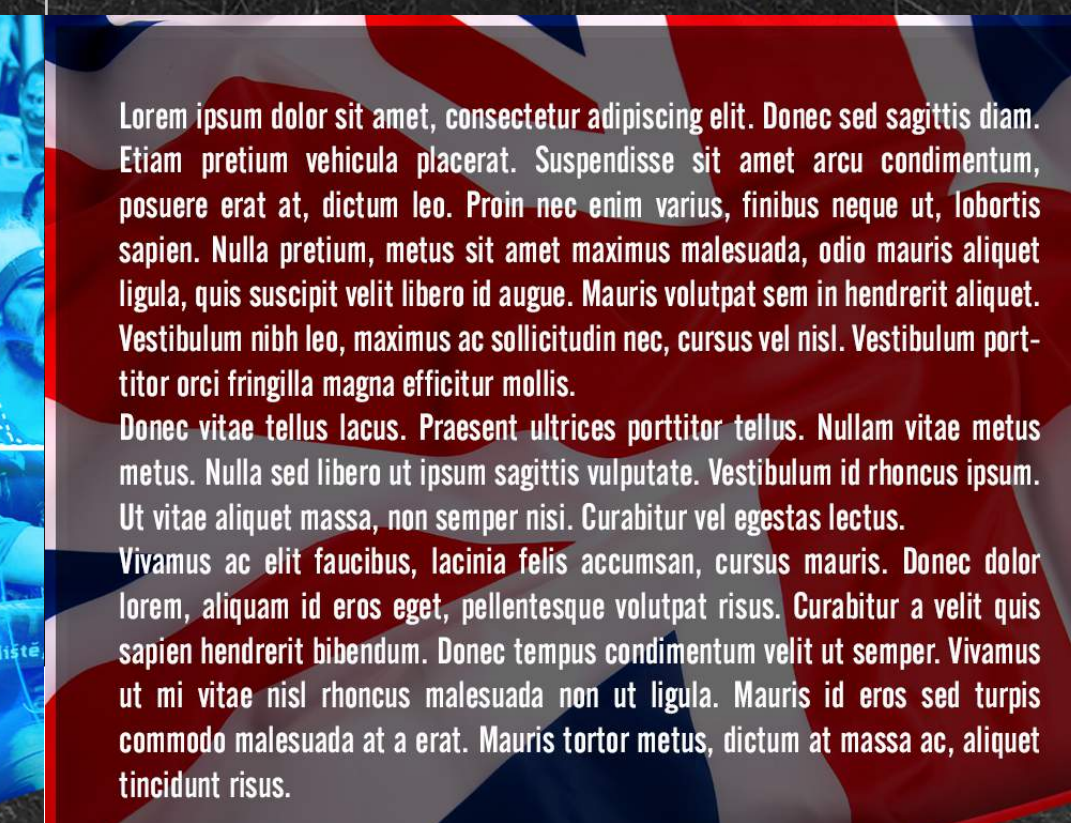 Lorem ipsum dolor sit amet, consectetur adipiscing elit. Donec sed sagittis diam.
Etiam pretium vehicula placerat. Suspendisse sit amet arcu condimentum,
posuere erat at, dictum leo. Proin nec enim varius, finibus neque ut, lobortis
sapien. Nulla pretium, metus sit amet maximus malesuada, odio mauris aliquet
ligula, quis suscipit velit libero id augue. Mauris volutpat sem in hendrerit aliquet.
Vestibulum nibh leo, maximus ac sollicitudin nec, cursus vel nisl. Vestibulum port-
titor orci fringilla magna efficitur mollis.
Donec vitae tellus lacus. Praesent ultrices porttitor tellus. Nullam vitae metus
metus. Nulla sed libero ut ipsum sagittis vulputate. Vestibulum id rhoncus ipsum.
Ut vitae aliquet massa, non semper nisi. Curabitur vel egestas lectus.
Vivamus ac elit faucibus, lacinia felis accumsan, cursus mauris. Donec dolor
lorem, aliquam id eros eget, pellentesque volutpat risus. Curabitur a velit quis
sapien hendrerit bibendum. Donec tempus condimentum velit ut semper. Vivamus
ut mi vitae nisl rhoncus malesuada non ut ligula. Mauris id eros sed turpis
commodo malesuada at a erat. Mauris tortor metus, dictum at massa ac, aliquet
tincidunt risus.